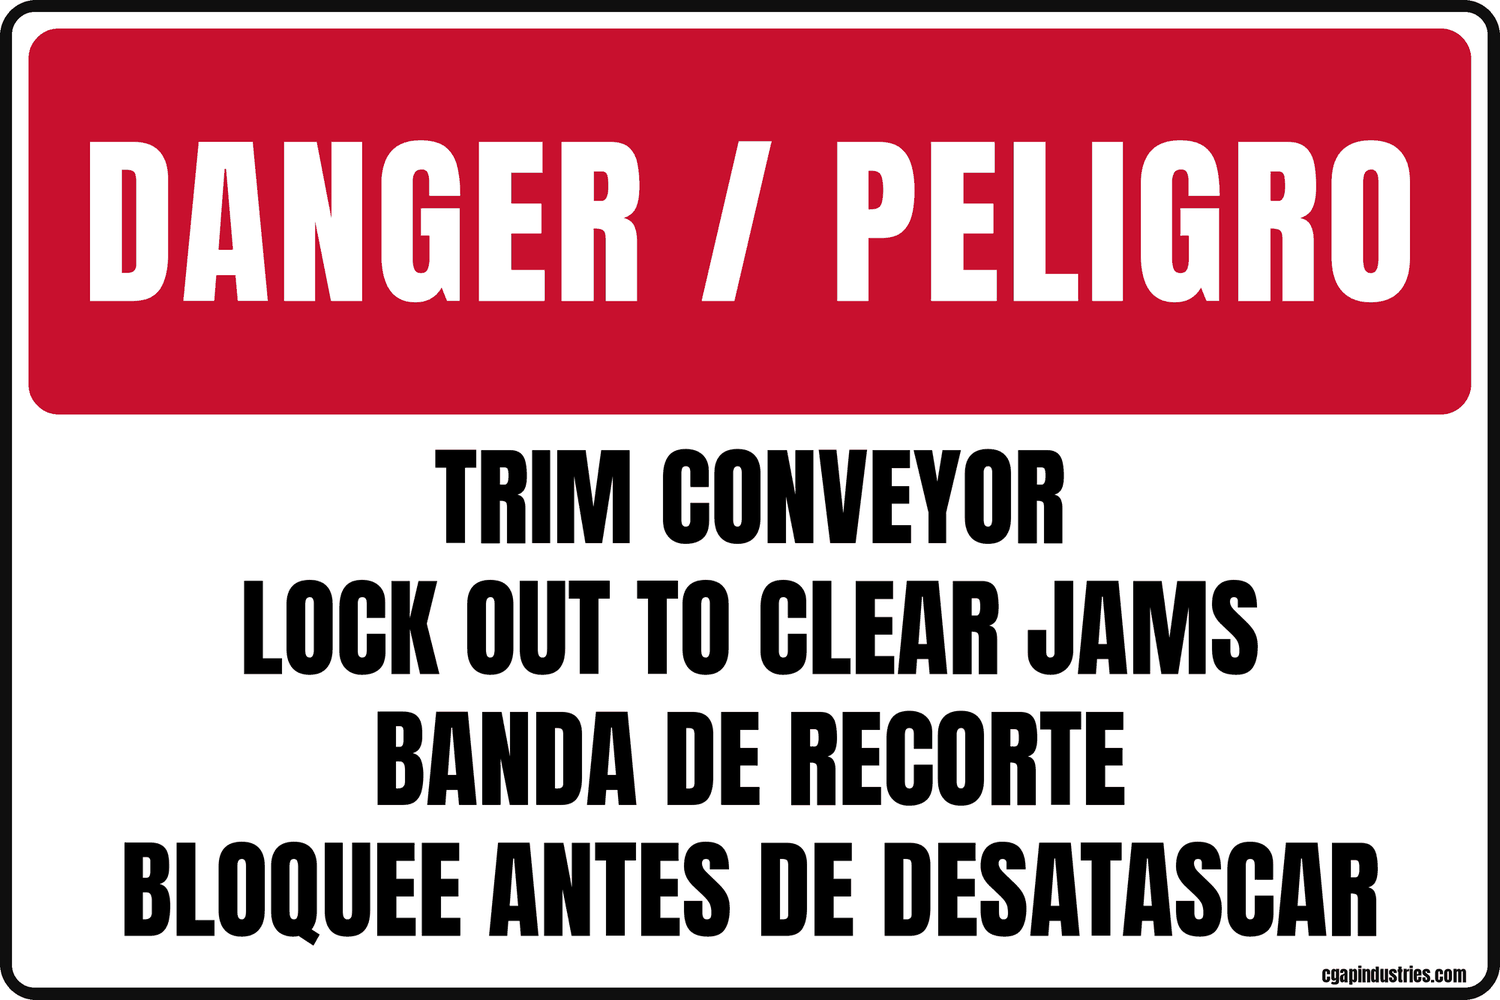 DANGER / PELIGRO
TRIM CONVEYOR
LOCK OUT TO CLEAR JAMS
BANDA DE RECORTE
BLOQUEE ANTES DE DESATASCAR
cgapindustries.com